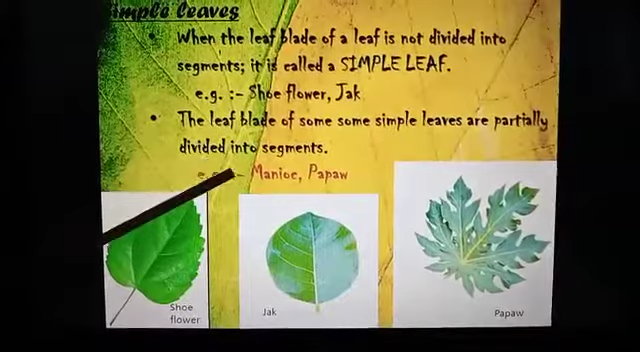 Simple leaves
When the leaf blade of a leaf is not divided into
segments; it is called a SIMPLE LEAF.
e.g. :- Shoe flower, Jak
The leaf blade of some some simple leaves are partially
divided into segments.
Manioc, Papaw
Shoe
flower
Jak
Papaw